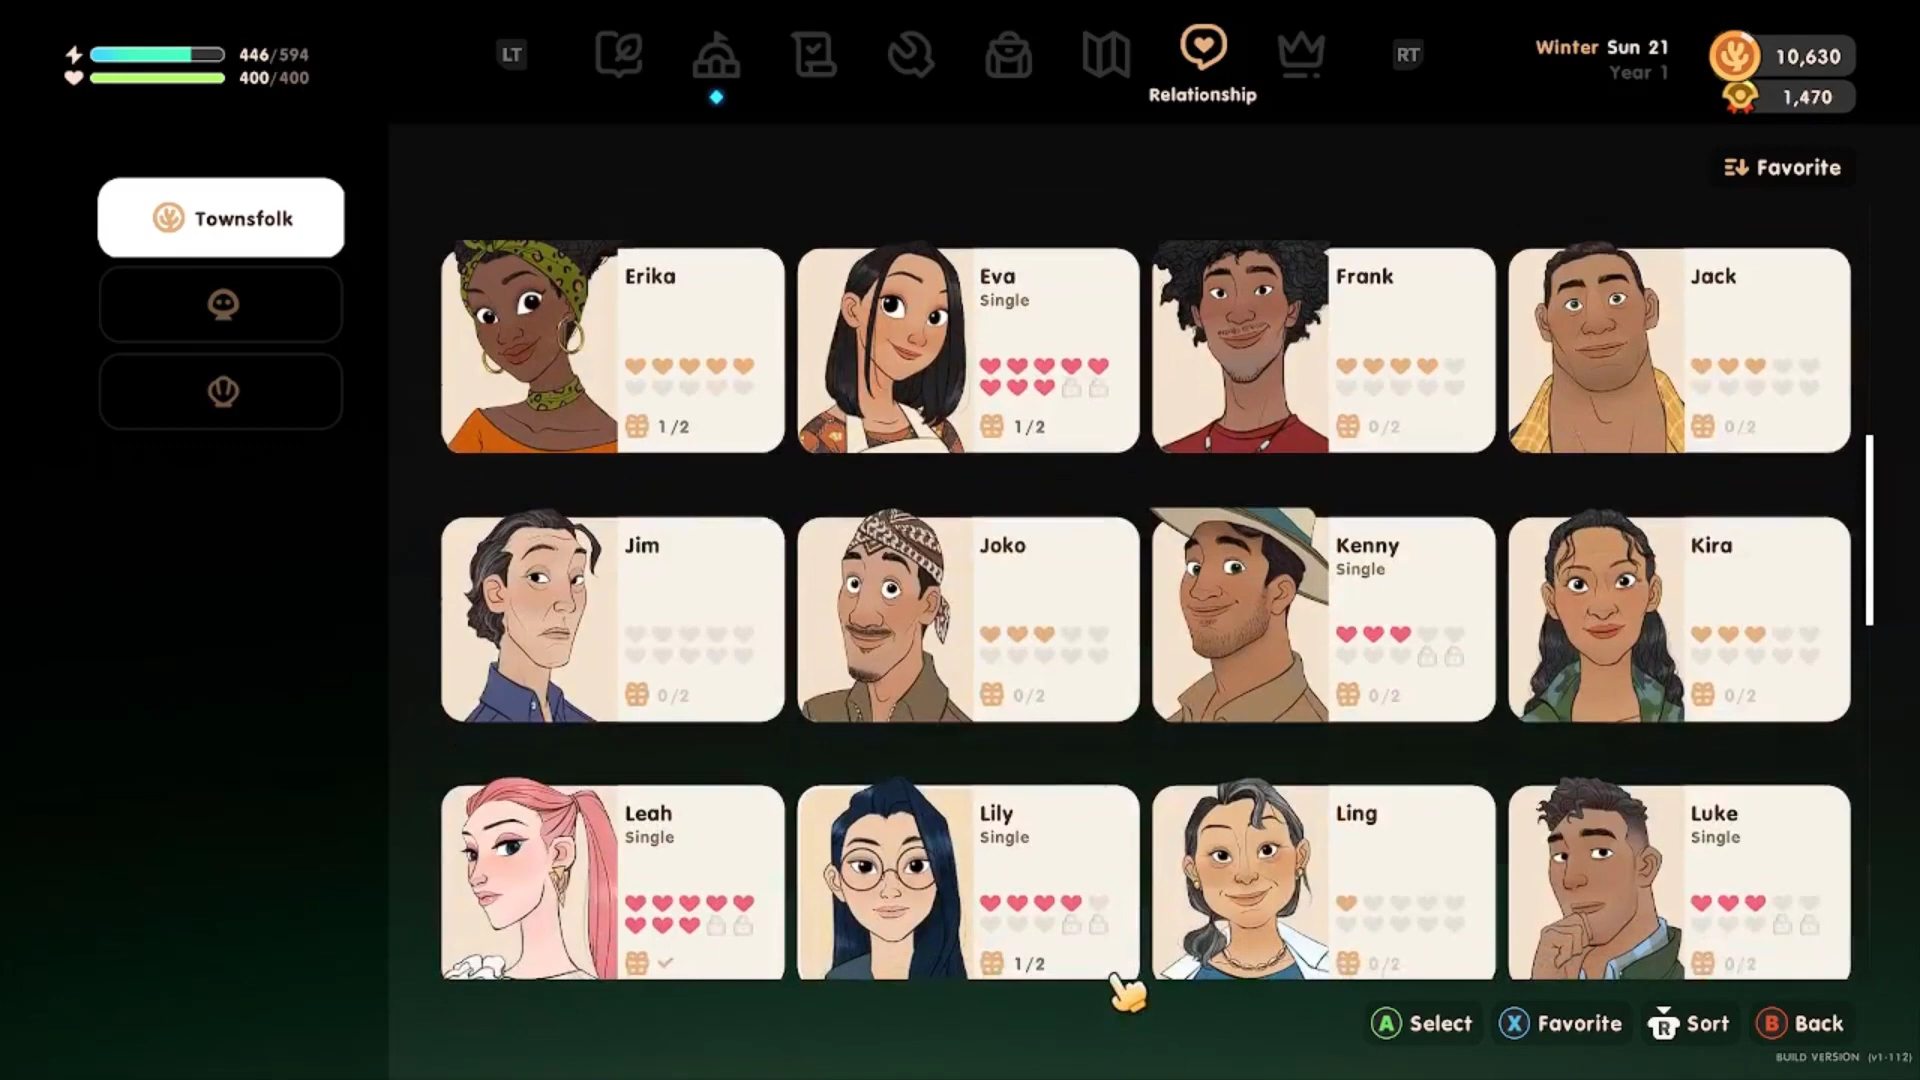 446/594
400/400
LT
RT
Relationship
Winter Sun 21
Year 1
10,630
1,470
Townsfolk
Favorite
Erika
1/2
Eva
Single
1/2
Frank
0/2
Jack
0/2
Jim
0/2
Joko
0/2
Kenny
Single
0/2
Kira
0/2
Leah
Single
Lily
Single
1/2
Ling
0/2
Luke
Single
0/2
A Select
X Favorite
R Sort
B Back
BUILD VERSION (v1-112)